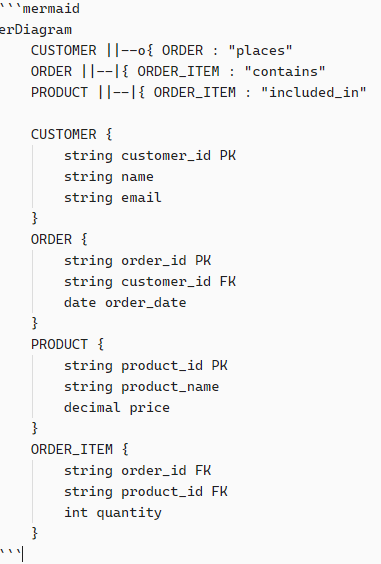 ```mermaid
erDiagram
    CUSTOMER ||--o{ ORDER : "places"
    ORDER ||--|{ ORDER_ITEM : "contains"
    PRODUCT ||--|{ ORDER_ITEM : "included_in"

    CUSTOMER {
        string customer_id PK
        string name
        string email
    }
    ORDER {
        string order_id PK
        string customer_id FK
        date order_date
    }
    PRODUCT {
        string product_id PK
        string product_name
        decimal price
    }
    ORDER_ITEM {
        string order_id FK
        string product_id FK
        int quantity
    }
```